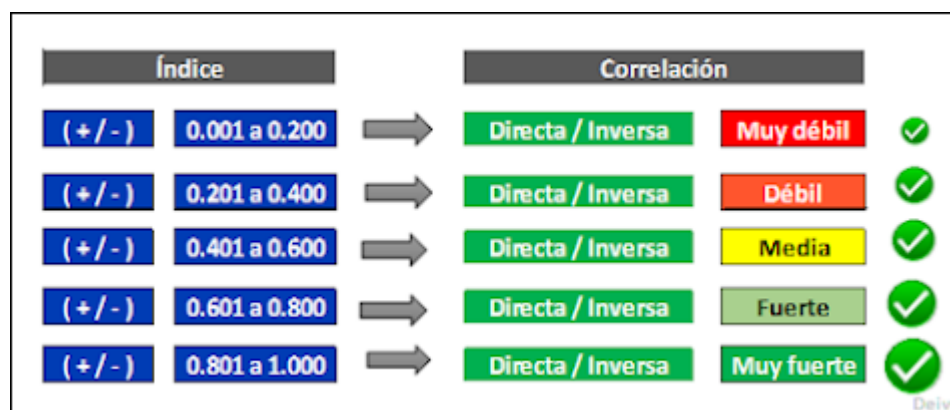 Índice Correlación
(+/-) 0.001 a 0.200 Directa / Inversa Muy débil
(+/-) 0.201 a 0.400 Directa / Inversa Débil
(+/-) 0.401 a 0.600 Directa / Inversa Media
(+/-) 0.601 a 0.800 Directa / Inversa Fuerte
(+/-) 0.801 a 1.000 Directa / Inversa Muy fuerte